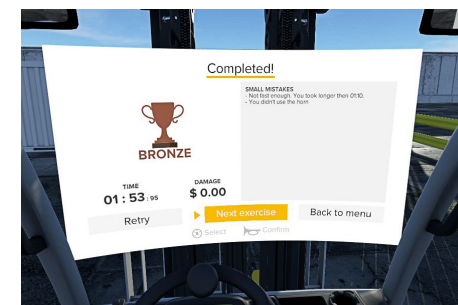 Completed!
SMALL MISTAKES
- Not fast enough. You took longer then 01:10.
- You didn't use the horn
BRONZE
TIME
01 : 53 : 95
DAMAGE
$ 0.00
Retry
Next exercise
Back to menu
Select
Confirm